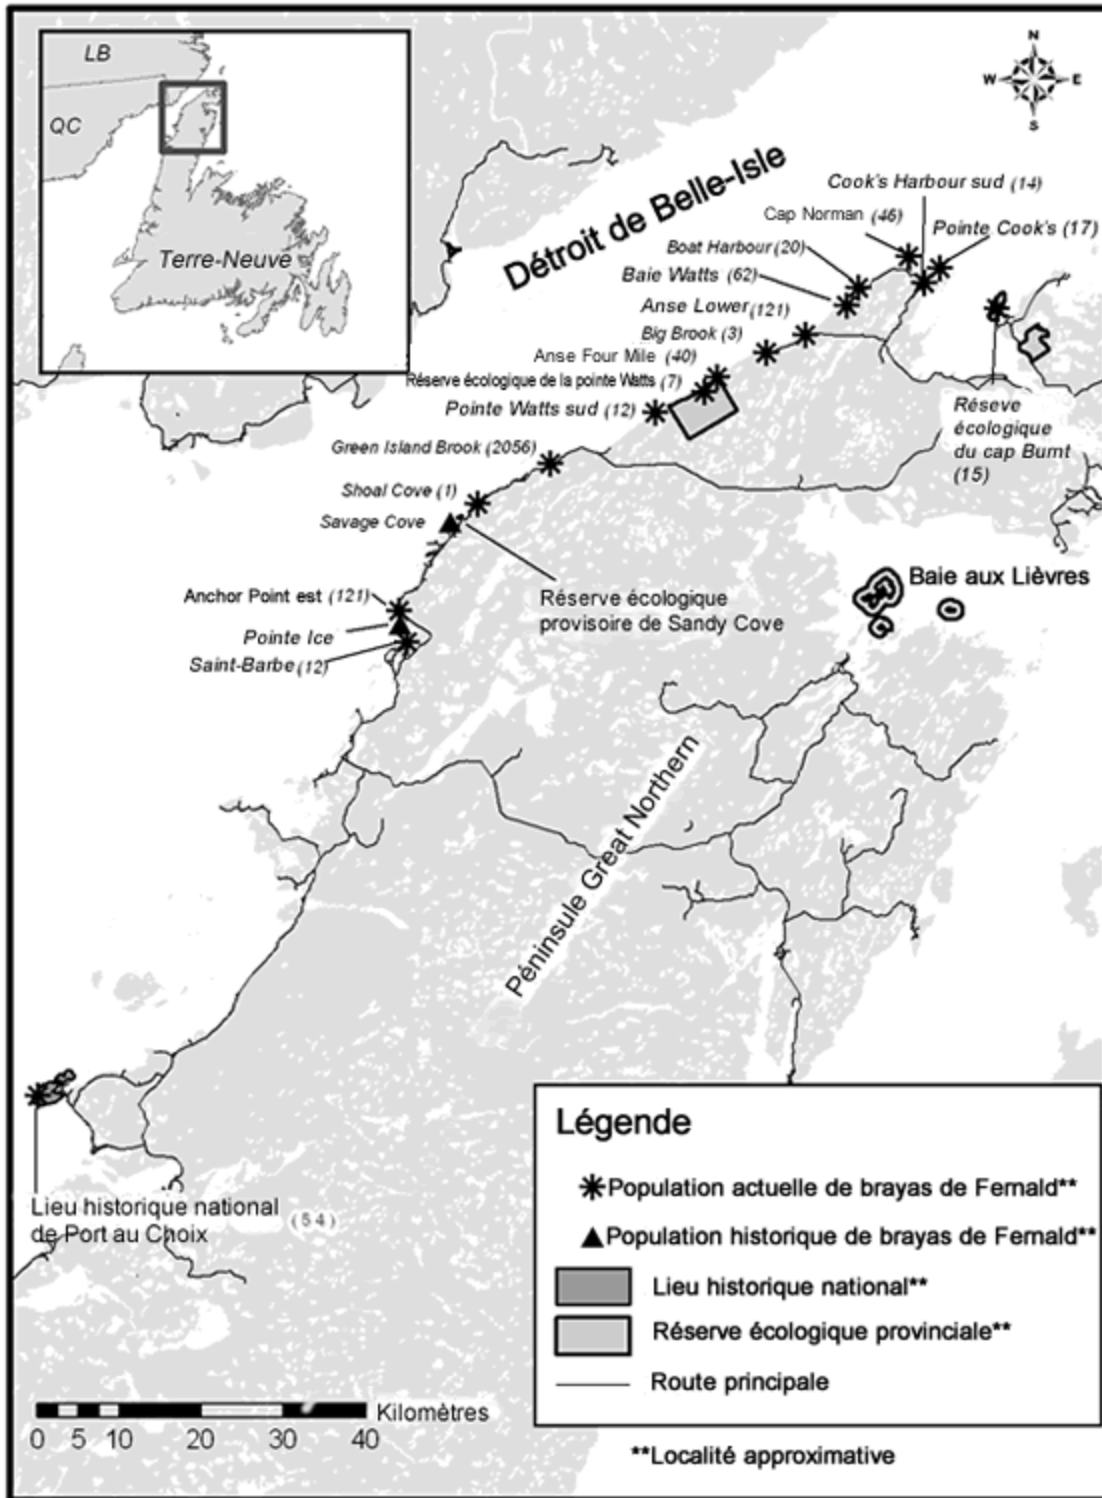 LB
QC
Terre-Neuve
N
W E
S
Détroit de Belle-Isle
Cook's Harbour sud (14)
Cap Norman (46)
Pointe Cook's (17)
Boat Harbour (20)
Baie Watts (62)
Anse Lower (121)
Big Brook (3)
Anse Four Mile (40)
Réserve écologique de la pointe Watts (7)
Pointe Watts sud (12)
Réseve
écologique
du cap Burnt
(15)
Green Island Brook (2056)
Shoal Cove (1)
Savage Cove
Baie aux Lièvres
Anchor Point est (121)
Réserve écologique
provisoire de Sandy Cove
Pointe Ice
Saint-Barbe (12)
Péninsule Great Northern
Lieu historique national
de Port au Choix
(54)
Légende
Population actuelle de brayas de Fernald**
Population historique de brayas de Fernald**
Lieu historique national**
Réserve écologique provinciale**
Route principale
Kilomètres
0 5 10 20 30 40
**Localité approximative